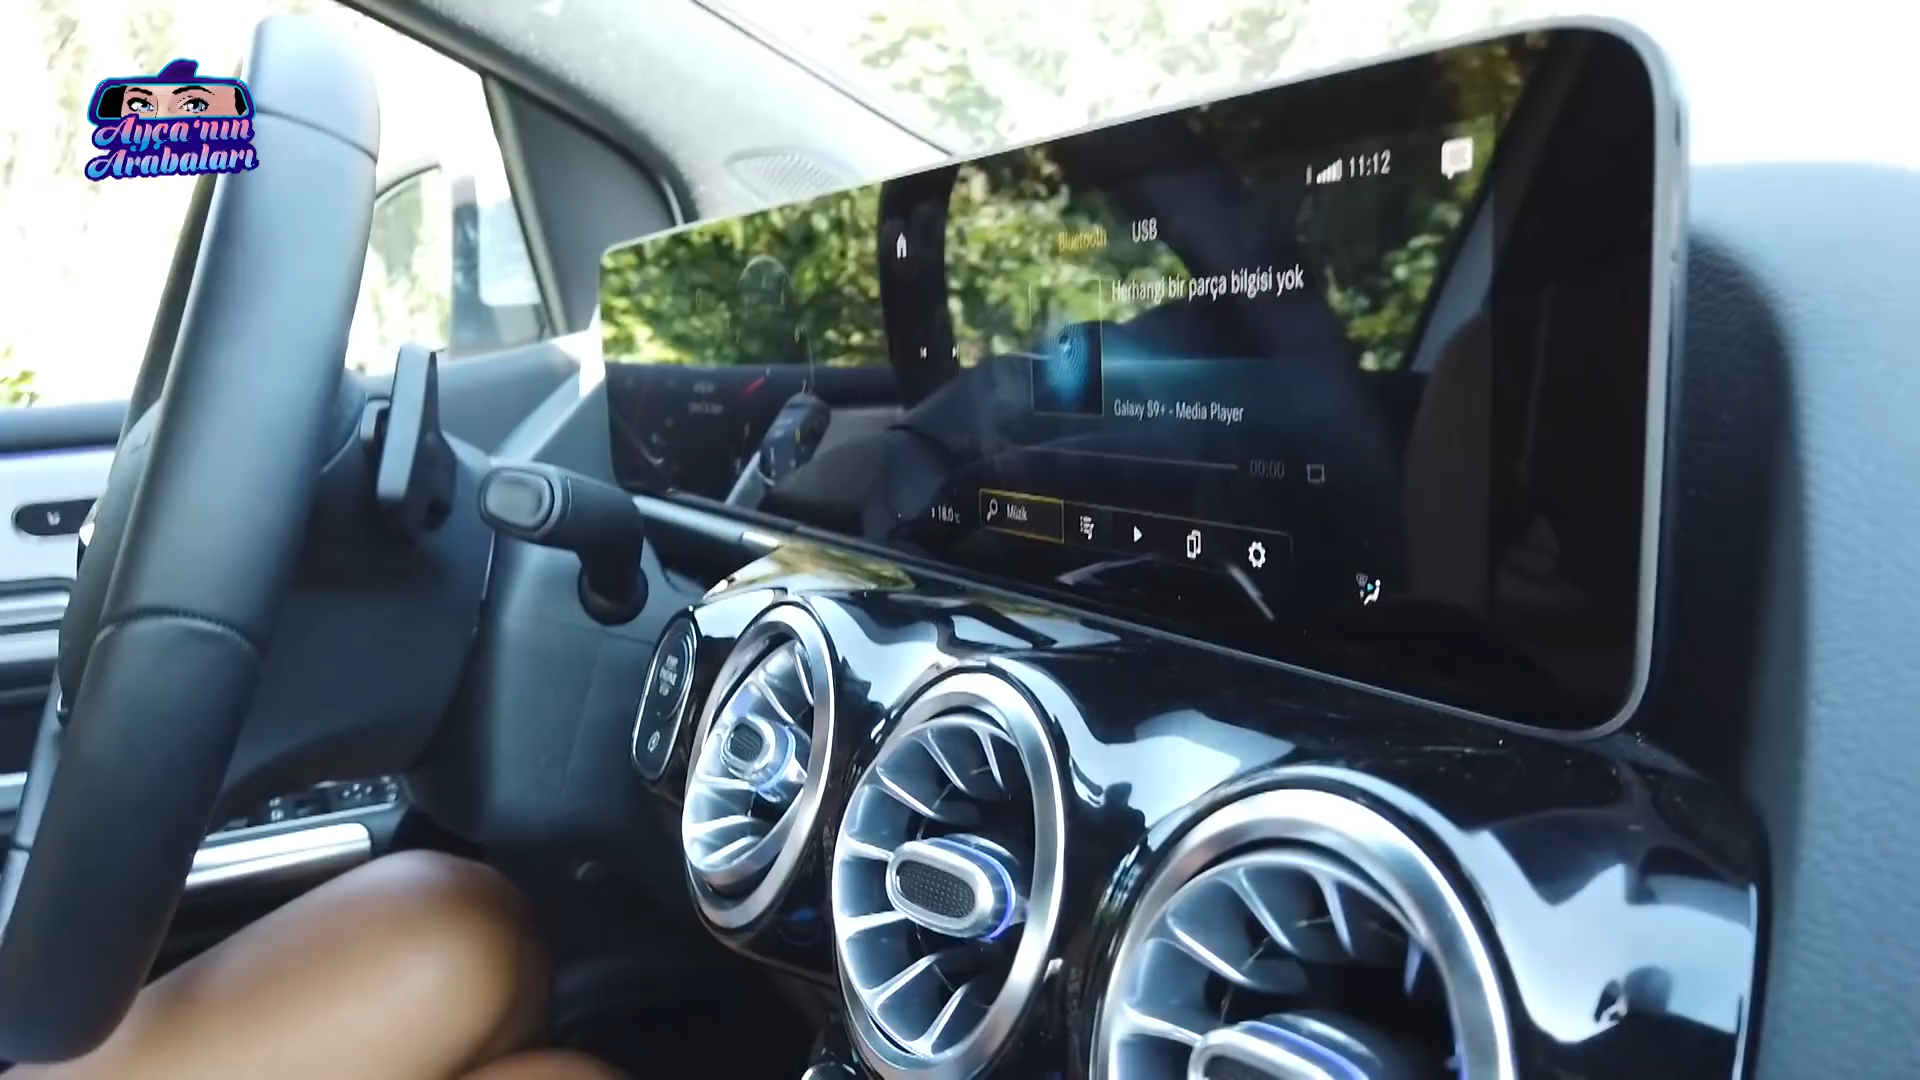 Ayça'nın
Arabaları
11:12
Bluetooth USB
Herhangi bir parça bilgisi yok
Galaxy S9+ - Media Player
00:00
18.0°C
Müzik